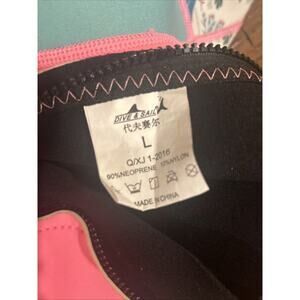 DIVE & SAIL
代夫赛尔
L
Q/XJ 1-2016
90%NEOPRENE 10%NYLON
MADE IN CHINA